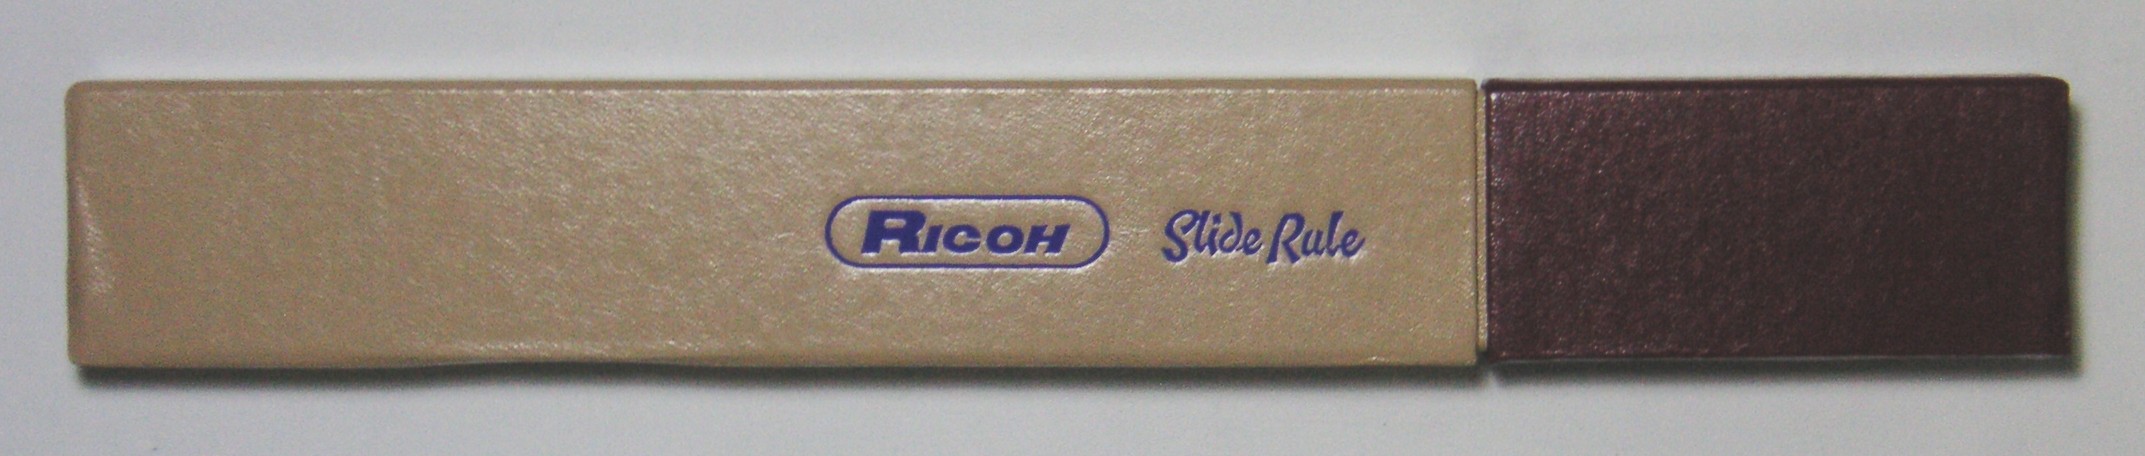 RICOH Slide Rule